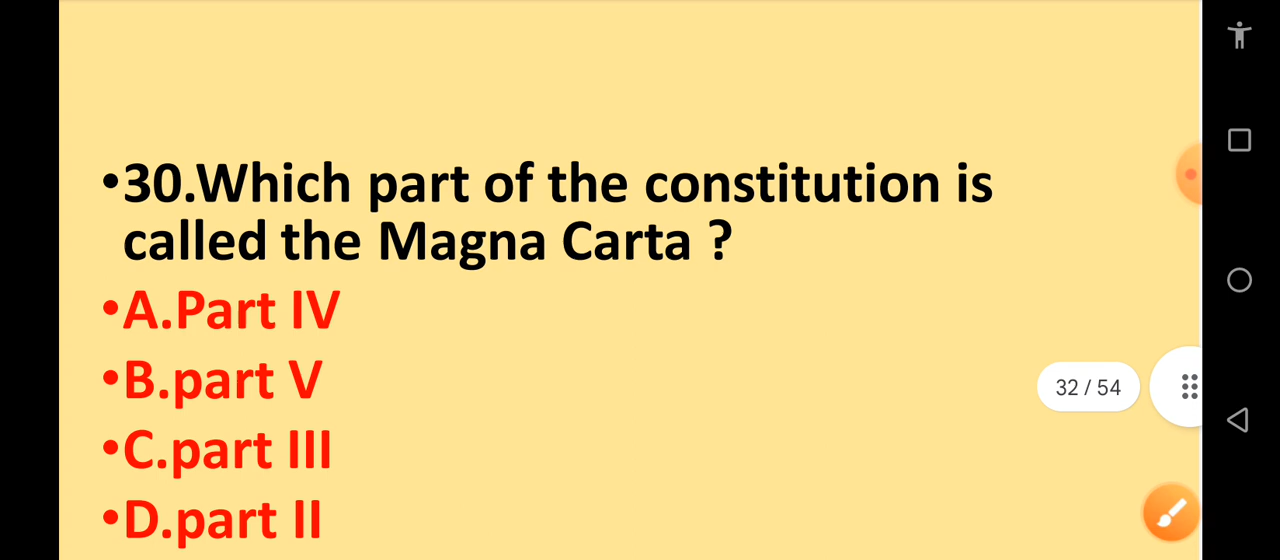 •30.Which part of the constitution is
called the Magna Carta ?
•A.Part IV
•B.part V
32 / 54
•C.part III
•D.part II